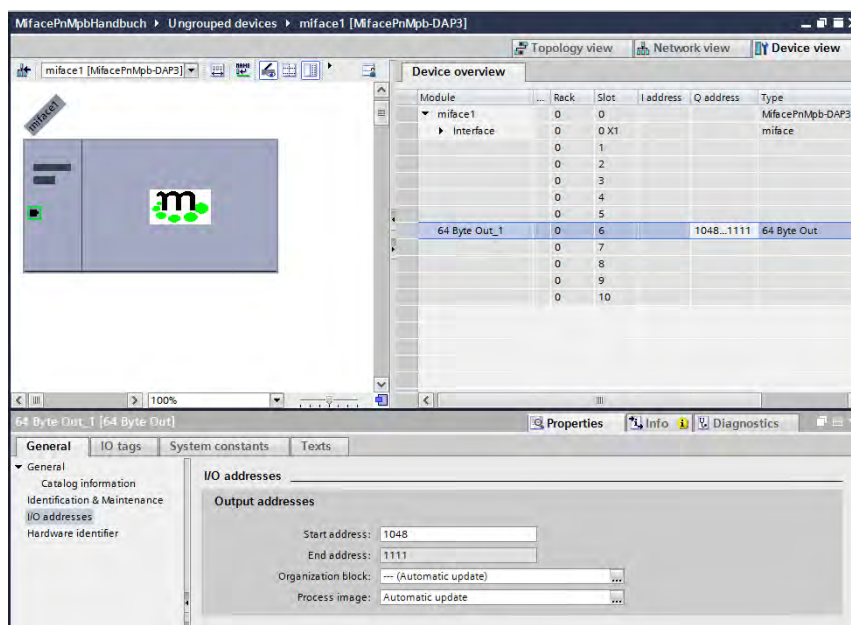 MifacePnMpbHandbuch ▸ Ungrouped devices ▸ miface1 [MifacePnMpb-DAP3]
Topology view Network view Device view
miface1 [MifacePnMpb-DAP3]
Device overview
miface1
m
Module ... Rack Slot I address Q address Type
miface1 0 0 MifacePnMpb-DAP3
Interface 0 0 X1 miface
0 1
0 2
0 3
0 4
0 5
64 Byte Out_1 0 6 1048...1111 64 Byte Out
0 7
0 8
0 9
0 10
100%
64 Byte Out_1 [64 Byte Out]
Properties Info Diagnostics
General IO tags System constants Texts
General
Catalog information
Identification & Maintenance
I/O addresses
Hardware identifier
I/O addresses
Output addresses
Start address: 1048
End address: 1111
Organization block: --- (Automatic update) ...
Process image: Automatic update ...